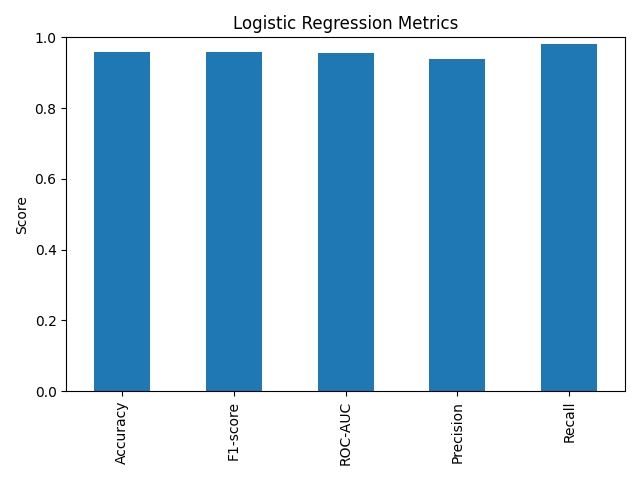 Logistic Regression Metrics
Score
1.0
0.8
0.6
0.4
0.2
0.0
Accuracy
F1-score
ROC-AUC
Precision
Recall